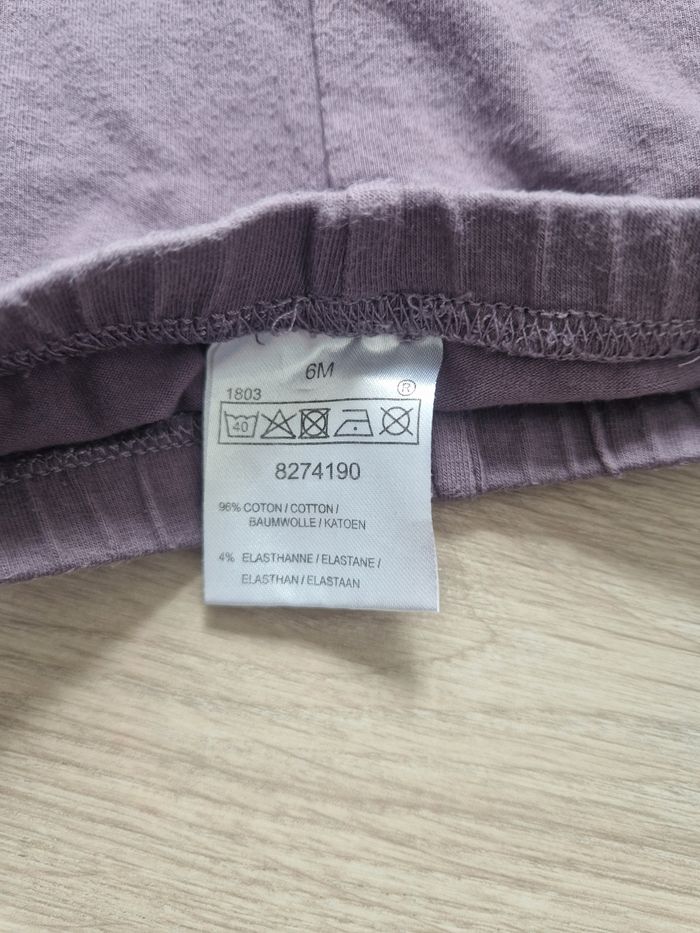 6M
1803 ®
40
8274190
96% COTON / COTTON /
BAUMWOLLE / KATOEN
4% ELASTHANNE / ELASTANE /
ELASTHAN / ELASTAAN